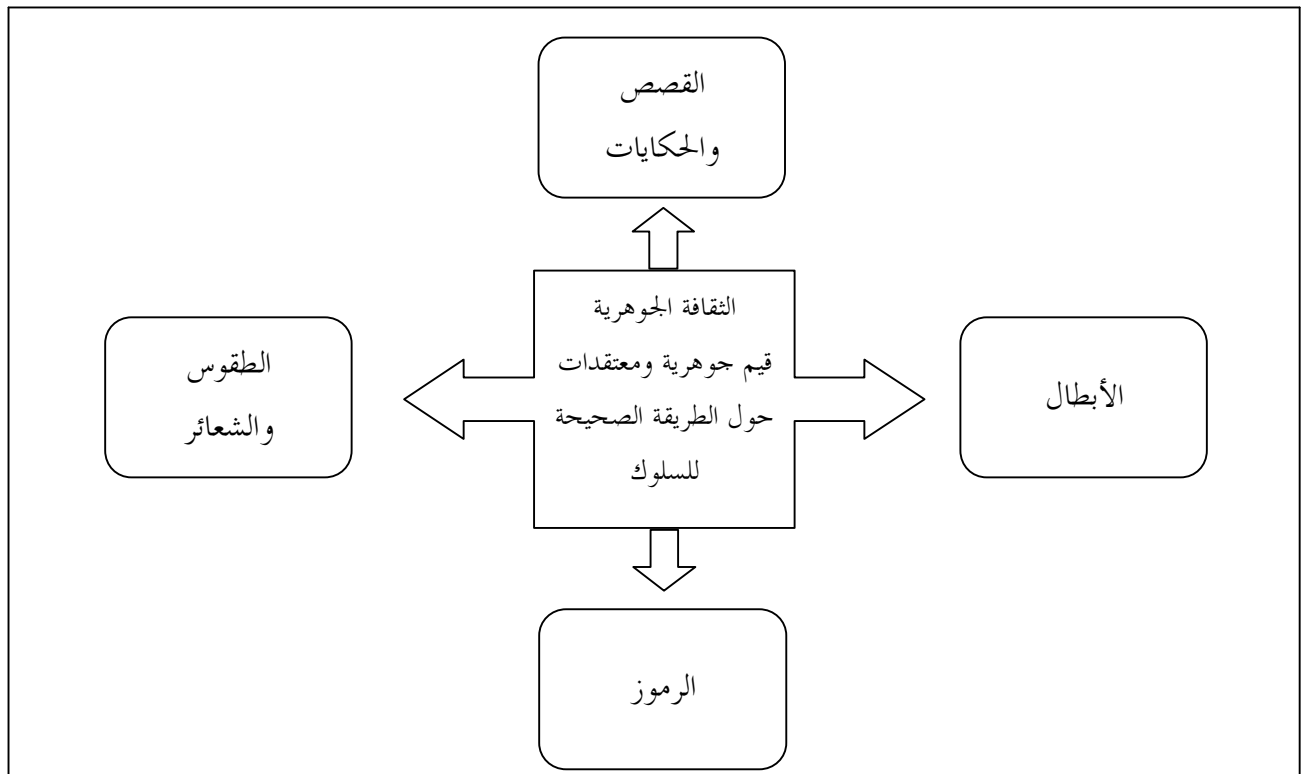 القصص
والحكايات
الثقافة الجوهرية
قيم جوهرية ومعتقدات
حول الطريقة الصحيحة
للسلوك
الأبطال
الطقوس
والشعائر
الرموز